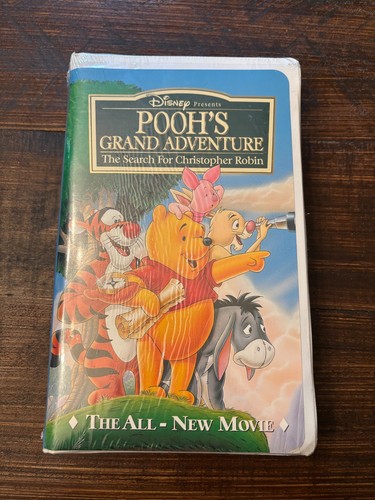 Disney Presents
POOH'S
GRAND ADVENTURE
The Search For Christopher Robin
THE ALL - NEW MOVIE